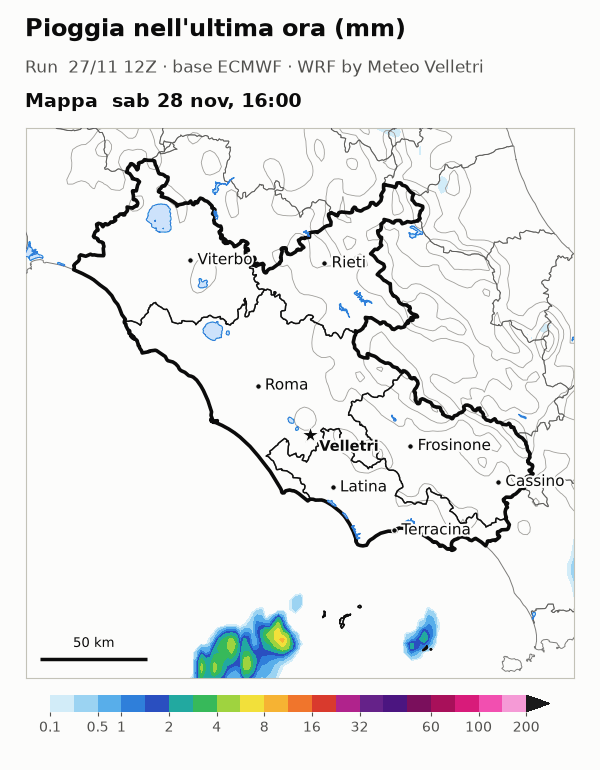 Pioggia nell'ultima ora (mm)
Run  27/11 12Z · base ECMWF · WRF by Meteo Velletri
Mappa  sab 28 nov, 16:00
Viterbo
Rieti
Roma
Velletri
Frosinone
Cassino
Latina
Terracina
50 km
0.1 0.5 1 2 4 8 16 32 60 100 200